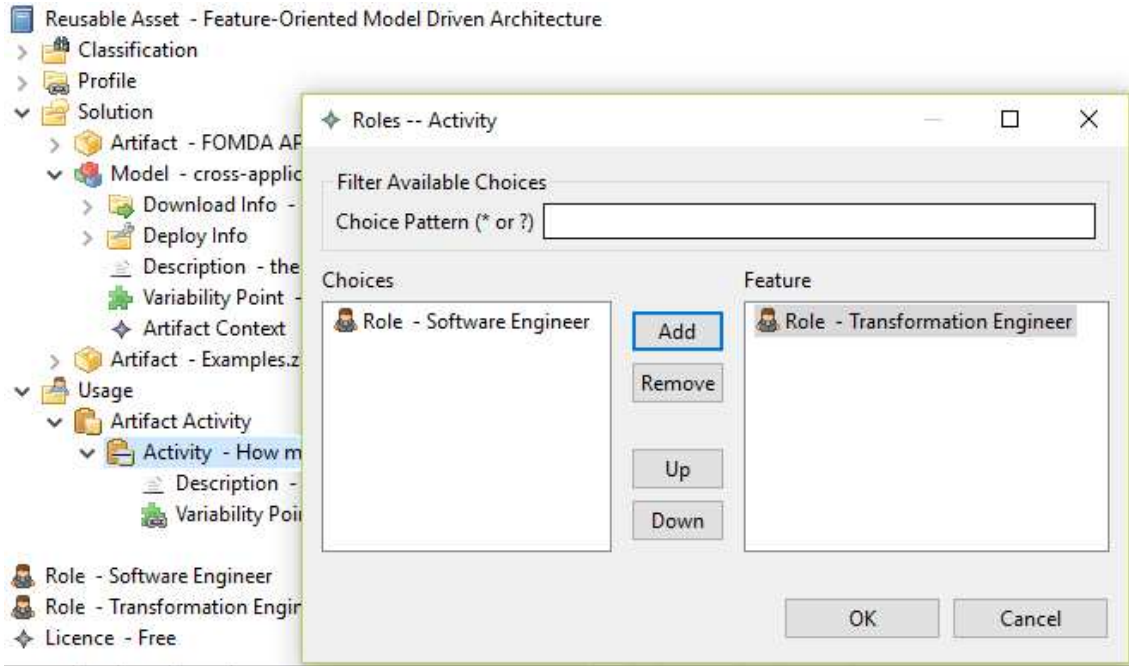 Reusable Asset - Feature-Oriented Model Driven Architecture
Classification
Profile
Solution
Artifact - FOMDA AP
Model - cross-applic
Download Info -
Deploy Info
Description - the
Variability Point -
Artifact Context
Artifact - Examples.z
Usage
Artifact Activity
Activity - How m
Description -
Variability Poi
Role - Software Engineer
Role - Transformation Engin
Licence - Free
Roles -- Activity
Filter Available Choices
Choice Pattern (* or ?)
Choices
Feature
Role - Software Engineer
Add
Role - Transformation Engineer
Remove
Up
Down
OK
Cancel